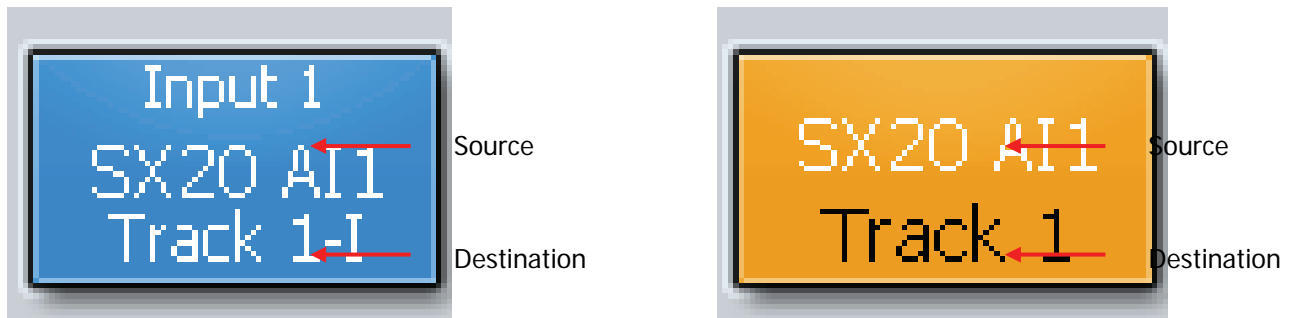 Input 1
SX20 AI1
Track 1-I
Source
Destination
SX20 AI1
Track 1
Source
Destination